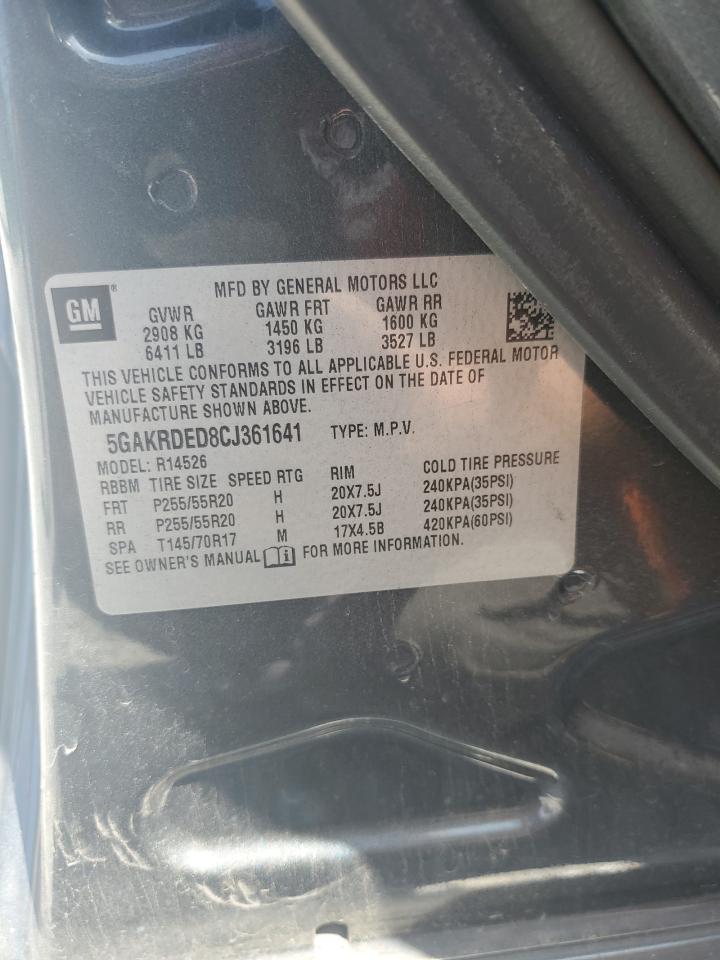 GM ®
MFD BY GENERAL MOTORS LLC
GVWR GAWR FRT GAWR RR
2908 KG 1450 KG 1600 KG
6411 LB 3196 LB 3527 LB
THIS VEHICLE CONFORMS TO ALL APPLICABLE U.S. FEDERAL MOTOR
VEHICLE SAFETY STANDARDS IN EFFECT ON THE DATE OF
MANUFACTURE SHOWN ABOVE.
5GAKRDED8CJ361641 TYPE: M.P.V.
MODEL: R14526
RBBM TIRE SIZE SPEED RTG RIM COLD TIRE PRESSURE
FRT P255/55R20 H 20X7.5J 240KPA(35PSI)
RR P255/55R20 H 20X7.5J 240KPA(35PSI)
SPA T145/70R17 M 17X4.5B 420KPA(60PSI)
SEE OWNER'S MANUAL i FOR MORE INFORMATION.